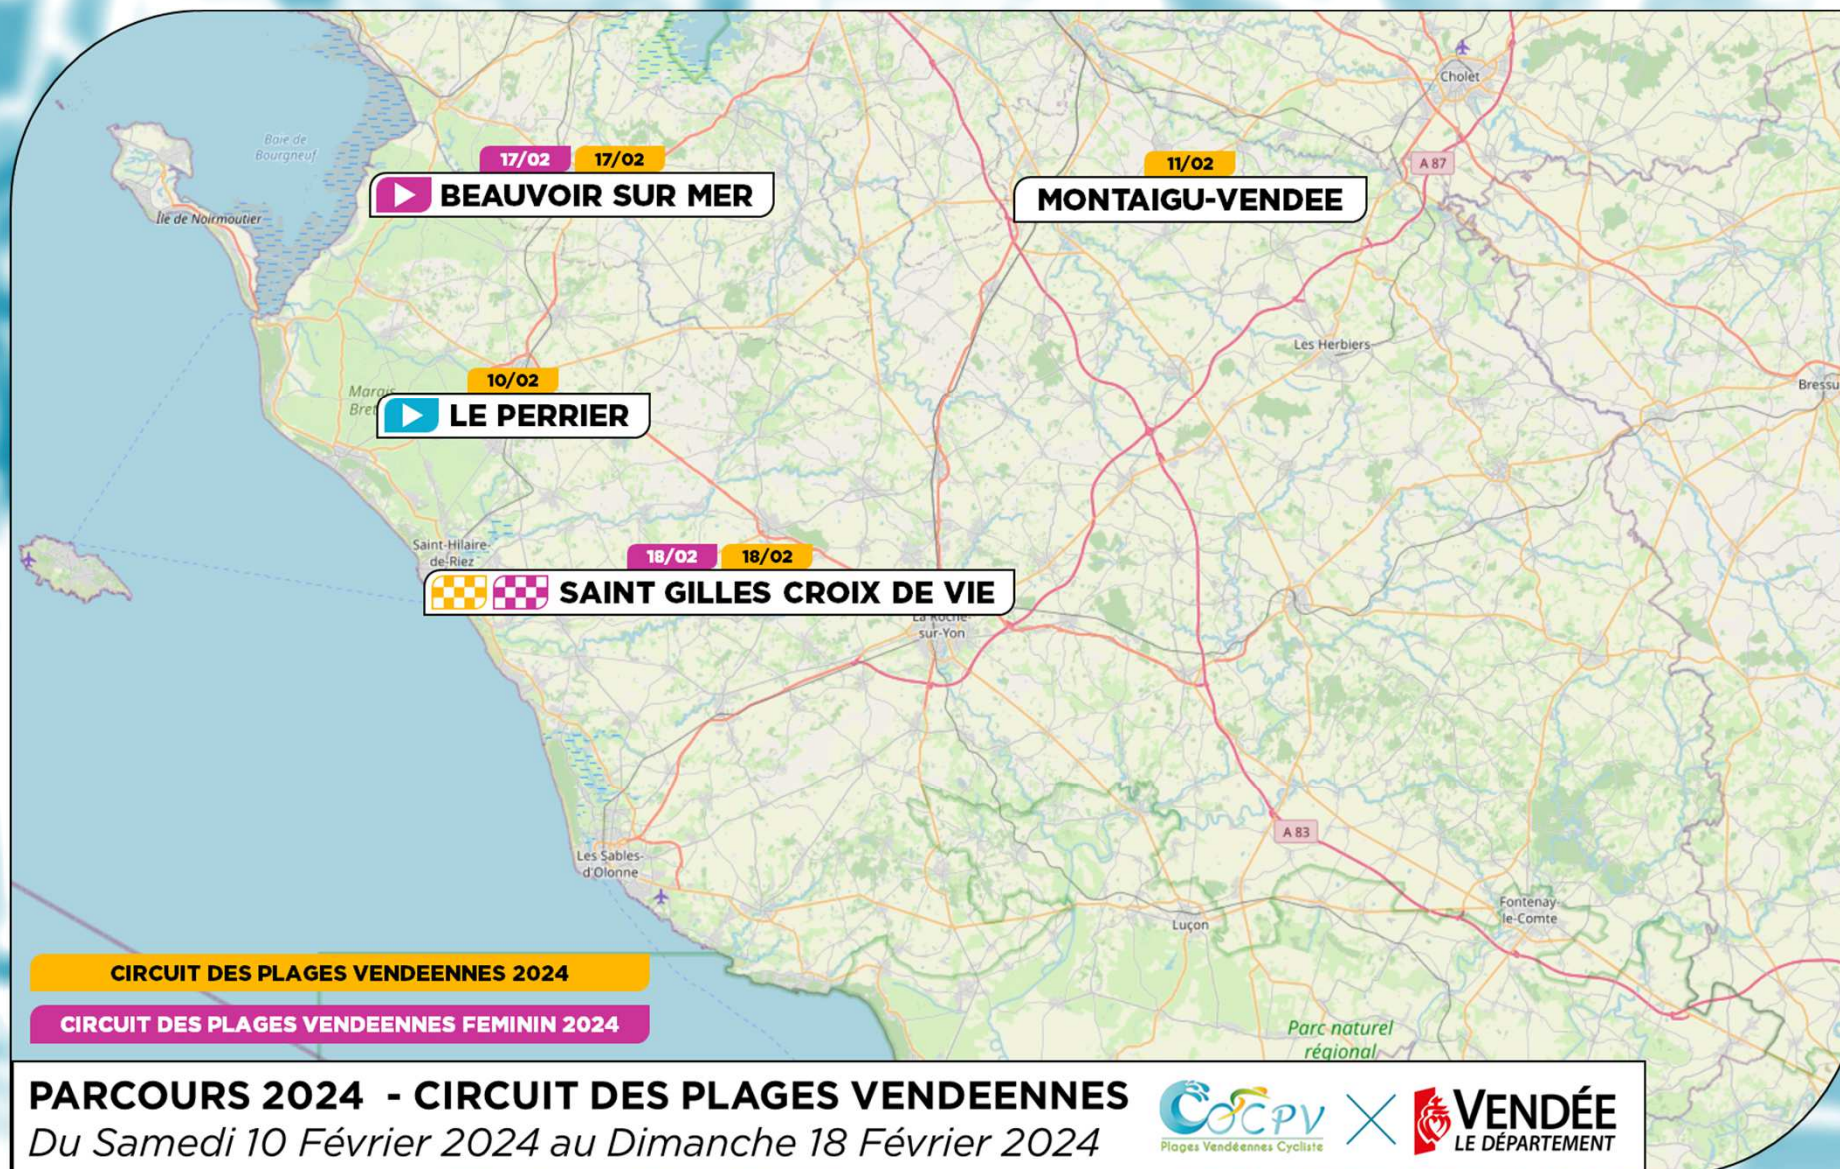 Cholet
A 87
Baie de
Bourgneuf
17/02
17/02
BEAUVOIR SUR MER
11/02
MONTAIGU-VENDEE
Île de Noirmoutier
Les Herbiers
Bressu
10/02
Marais
Bret
LE PERRIER
Saint-Hilaire-
de-Riez
18/02
18/02
SAINT GILLES CROIX DE VIE
La Roche-
sur-Yon
A 83
Les Sables-
d'Olonne
Luçon
Fontenay-
le-Comte
CIRCUIT DES PLAGES VENDEENNES 2024
CIRCUIT DES PLAGES VENDEENNES FEMININ 2024
Parc naturel
régional
PARCOURS 2024 - CIRCUIT DES PLAGES VENDEENNES
Du Samedi 10 Février 2024 au Dimanche 18 Février 2024
COCPV
Plages Vendéennes Cycliste
VENDÉE
LE DÉPARTEMENT